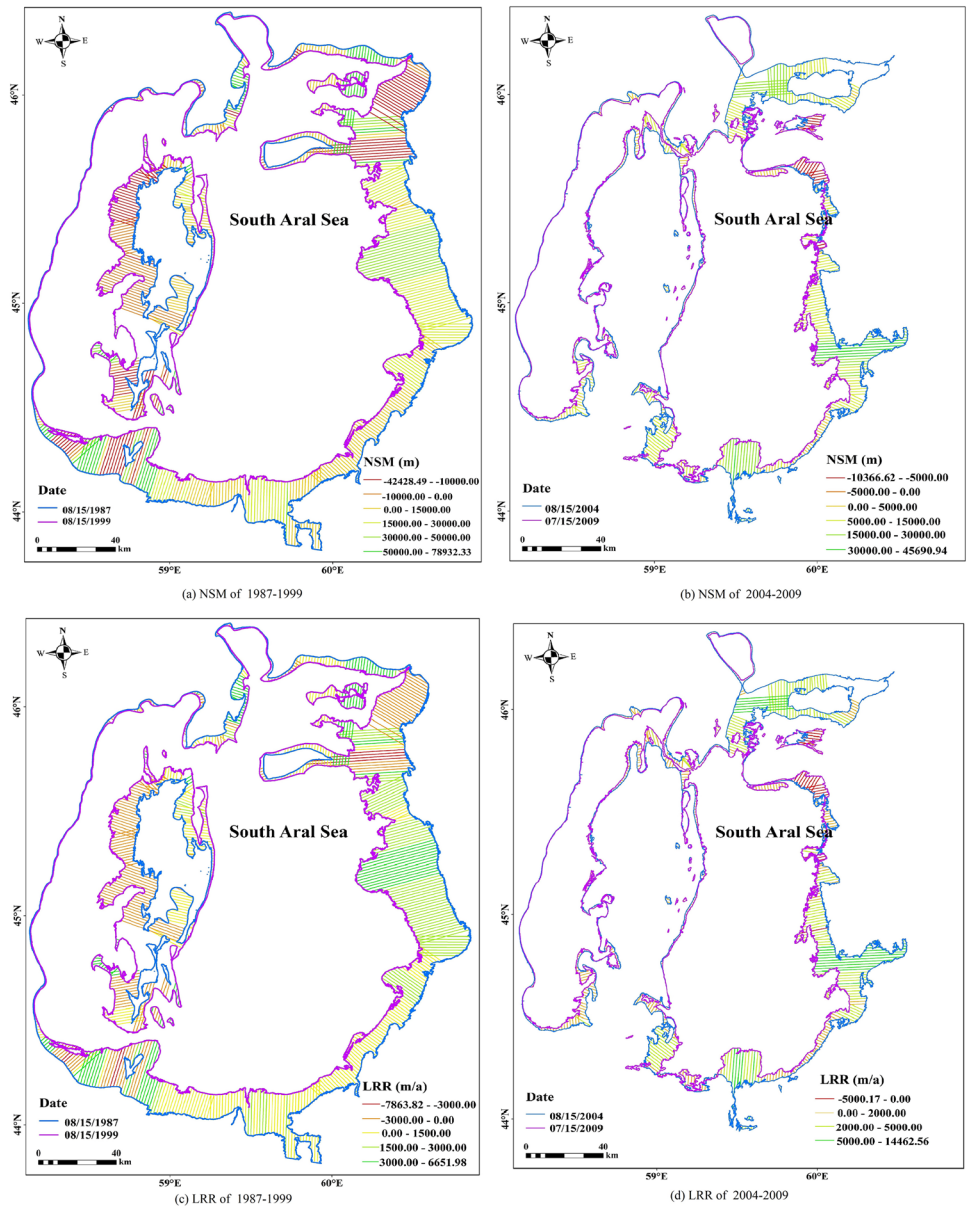 N
W E
S
46°N
South Aral Sea
45°N
NSM (m)
-42428.49 - -10000.00
-10000.00 - 0.00
0.00 - 15000.00
15000.00 - 30000.00
30000.00 - 50000.00
50000.00 - 78932.33
Date
08/15/1987
08/15/1999
0 40
km
44°N
59°E 60°E
(a) NSM of 1987-1999
N
W E
S
46°N
South Aral Sea
45°N
NSM (m)
-10366.62 - -5000.00
-5000.00 - 0.00
0.00 - 5000.00
5000.00 - 15000.00
15000.00 - 30000.00
30000.00 - 45690.94
Date
08/15/2004
07/15/2009
0 40
km
44°N
59°E 60°E
(b) NSM of 2004-2009
N
W E
S
46°N
South Aral Sea
45°N
LRR (m/a)
-7863.82 - -3000.00
-3000.00 - 0.00
0.00 - 1500.00
1500.00 - 3000.00
3000.00 - 6651.98
Date
08/15/1987
08/15/1999
0 40
km
44°N
59°E 60°E
(c) LRR of 1987-1999
N
W E
S
46°N
South Aral Sea
45°N
LRR (m/a)
-5000.17 - 0.00
0.00 - 2000.00
2000.00 - 5000.00
5000.00 - 14462.56
Date
08/15/2004
07/15/2009
0 40
km
44°N
59°E 60°E
(d) LRR of 2004-2009